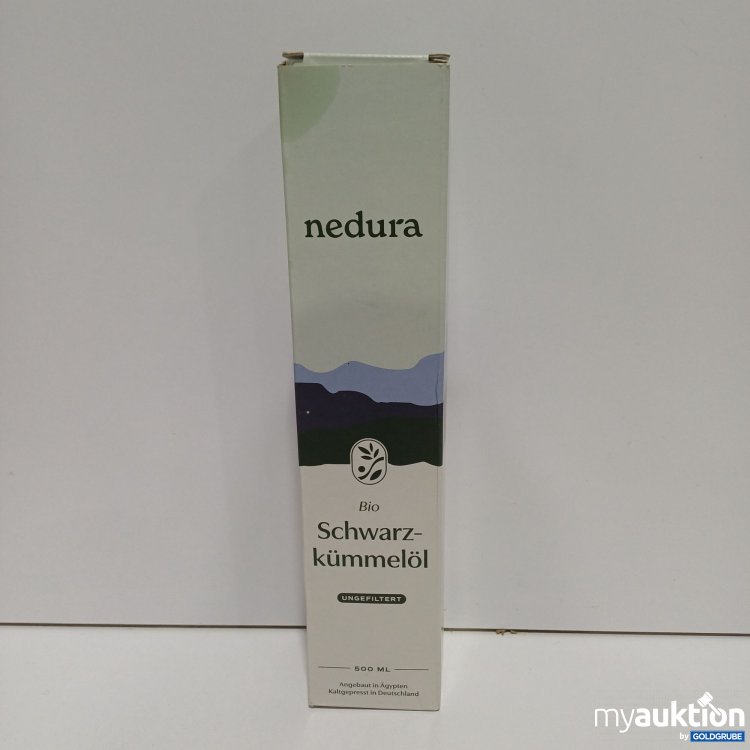 nedura
Bio
Schwarz-
kümmelöl
UNGEFILTERT
500 ML
Angebaut in Ägypten
Kaltgepresst in Deutschland
myauktion
by GOLDGRUBE